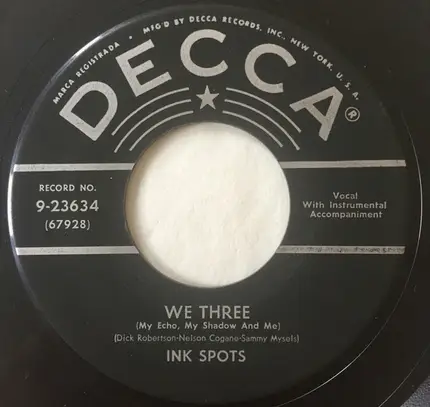 MARCA REGISTRADA • MFG'D BY DECCA RECORDS, INC., NEW YORK, U. S. A.
DECCA®
RECORD NO.
9-23634
(67928)
Vocal
With Instrumental
Accompaniment
WE THREE
(My Echo, My Shadow And Me)
(Dick Robertson-Nelson Cogane-Sammy Mysels)
INK SPOTS